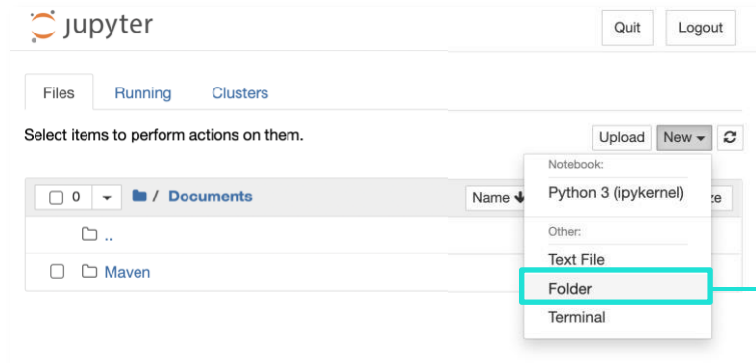 jupyter
Quit Logout
Files Running Clusters
Select items to perform actions on them.
Upload New
Notebook:
0 / Documents
Name
Python 3 (ipykernel)
ze
Other:
..
Text File
Maven
Folder
Terminal